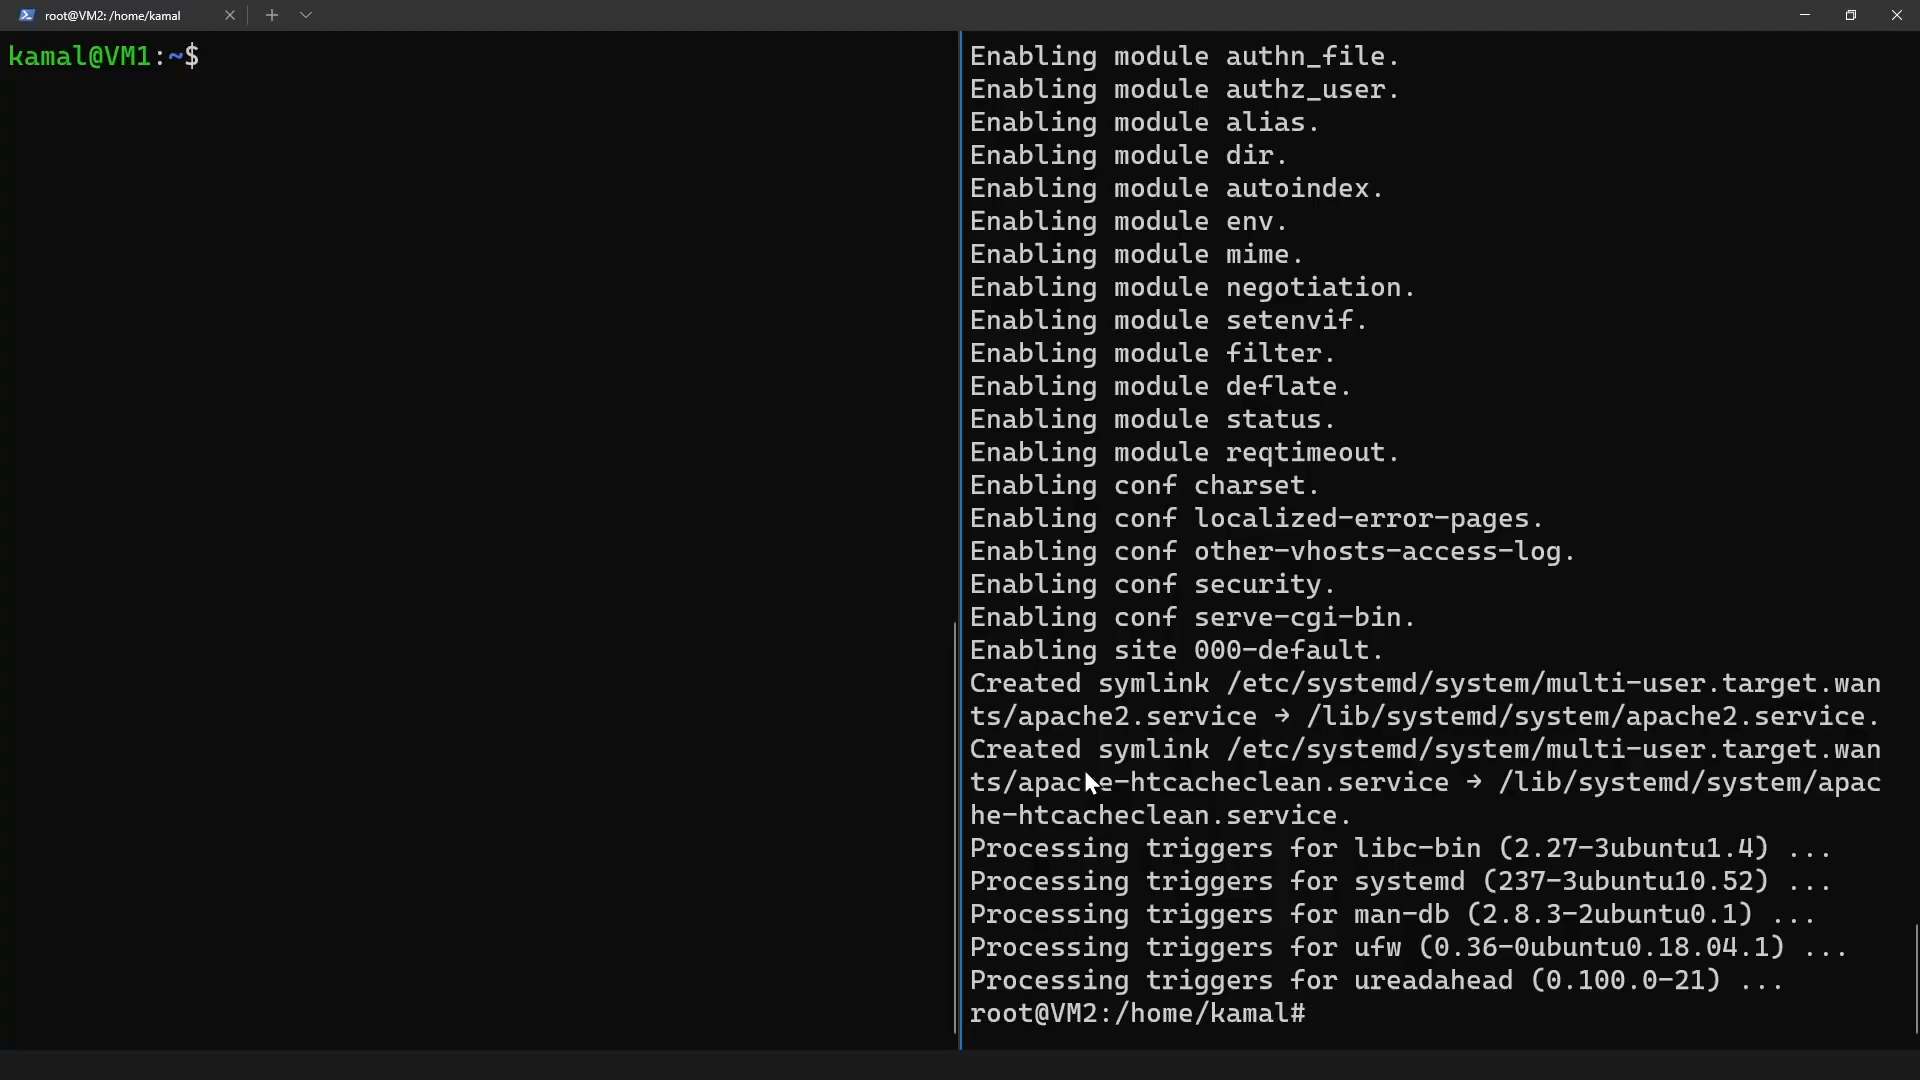 root@VM2: /home/kamal
kamal@VM1:~$
Enabling module authn_file.
Enabling module authz_user.
Enabling module alias.
Enabling module dir.
Enabling module autoindex.
Enabling module env.
Enabling module mime.
Enabling module negotiation.
Enabling module setenvif.
Enabling module filter.
Enabling module deflate.
Enabling module status.
Enabling module reqtimeout.
Enabling conf charset.
Enabling conf localized-error-pages.
Enabling conf other-vhosts-access-log.
Enabling conf security.
Enabling conf serve-cgi-bin.
Enabling site 000-default.
Created symlink /etc/systemd/system/multi-user.target.wan
ts/apache2.service → /lib/systemd/system/apache2.service.
Created symlink /etc/systemd/system/multi-user.target.wan
ts/apache-htcacheclean.service → /lib/systemd/system/apac
he-htcacheclean.service.
Processing triggers for libc-bin (2.27-3ubuntu1.4) ...
Processing triggers for systemd (237-3ubuntu10.52) ...
Processing triggers for man-db (2.8.3-2ubuntu0.1) ...
Processing triggers for ufw (0.36-0ubuntu0.18.04.1) ...
Processing triggers for ureadahead (0.100.0-21) ...
root@VM2:/home/kamal#